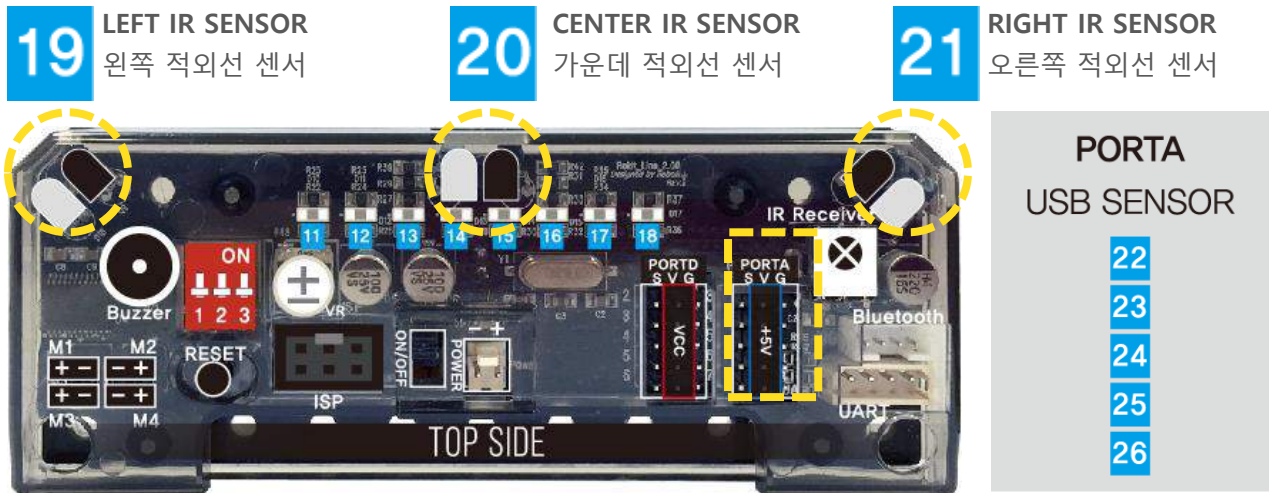 19
LEFT IR SENSOR
왼쪽 적외선 센서
20
CENTER IR SENSOR
가운데 적외선 센서
21
RIGHT IR SENSOR
오른쪽 적외선 센서
PORTA
USB SENSOR
22
23
24
25
26
Rokit_Line_2.00
IR Receiver
11 12 13 14 15 16 17 18
ON
1 2 3
Buzzer
VR
PORTD
S V G
VCC
PORTA
S V G
+5V
Bluetooth
M1 M2
+ - - +
+ - - +
M3 M4
RESET
ISP
ON/OFF
POWER
- +
UART
TOP SIDE